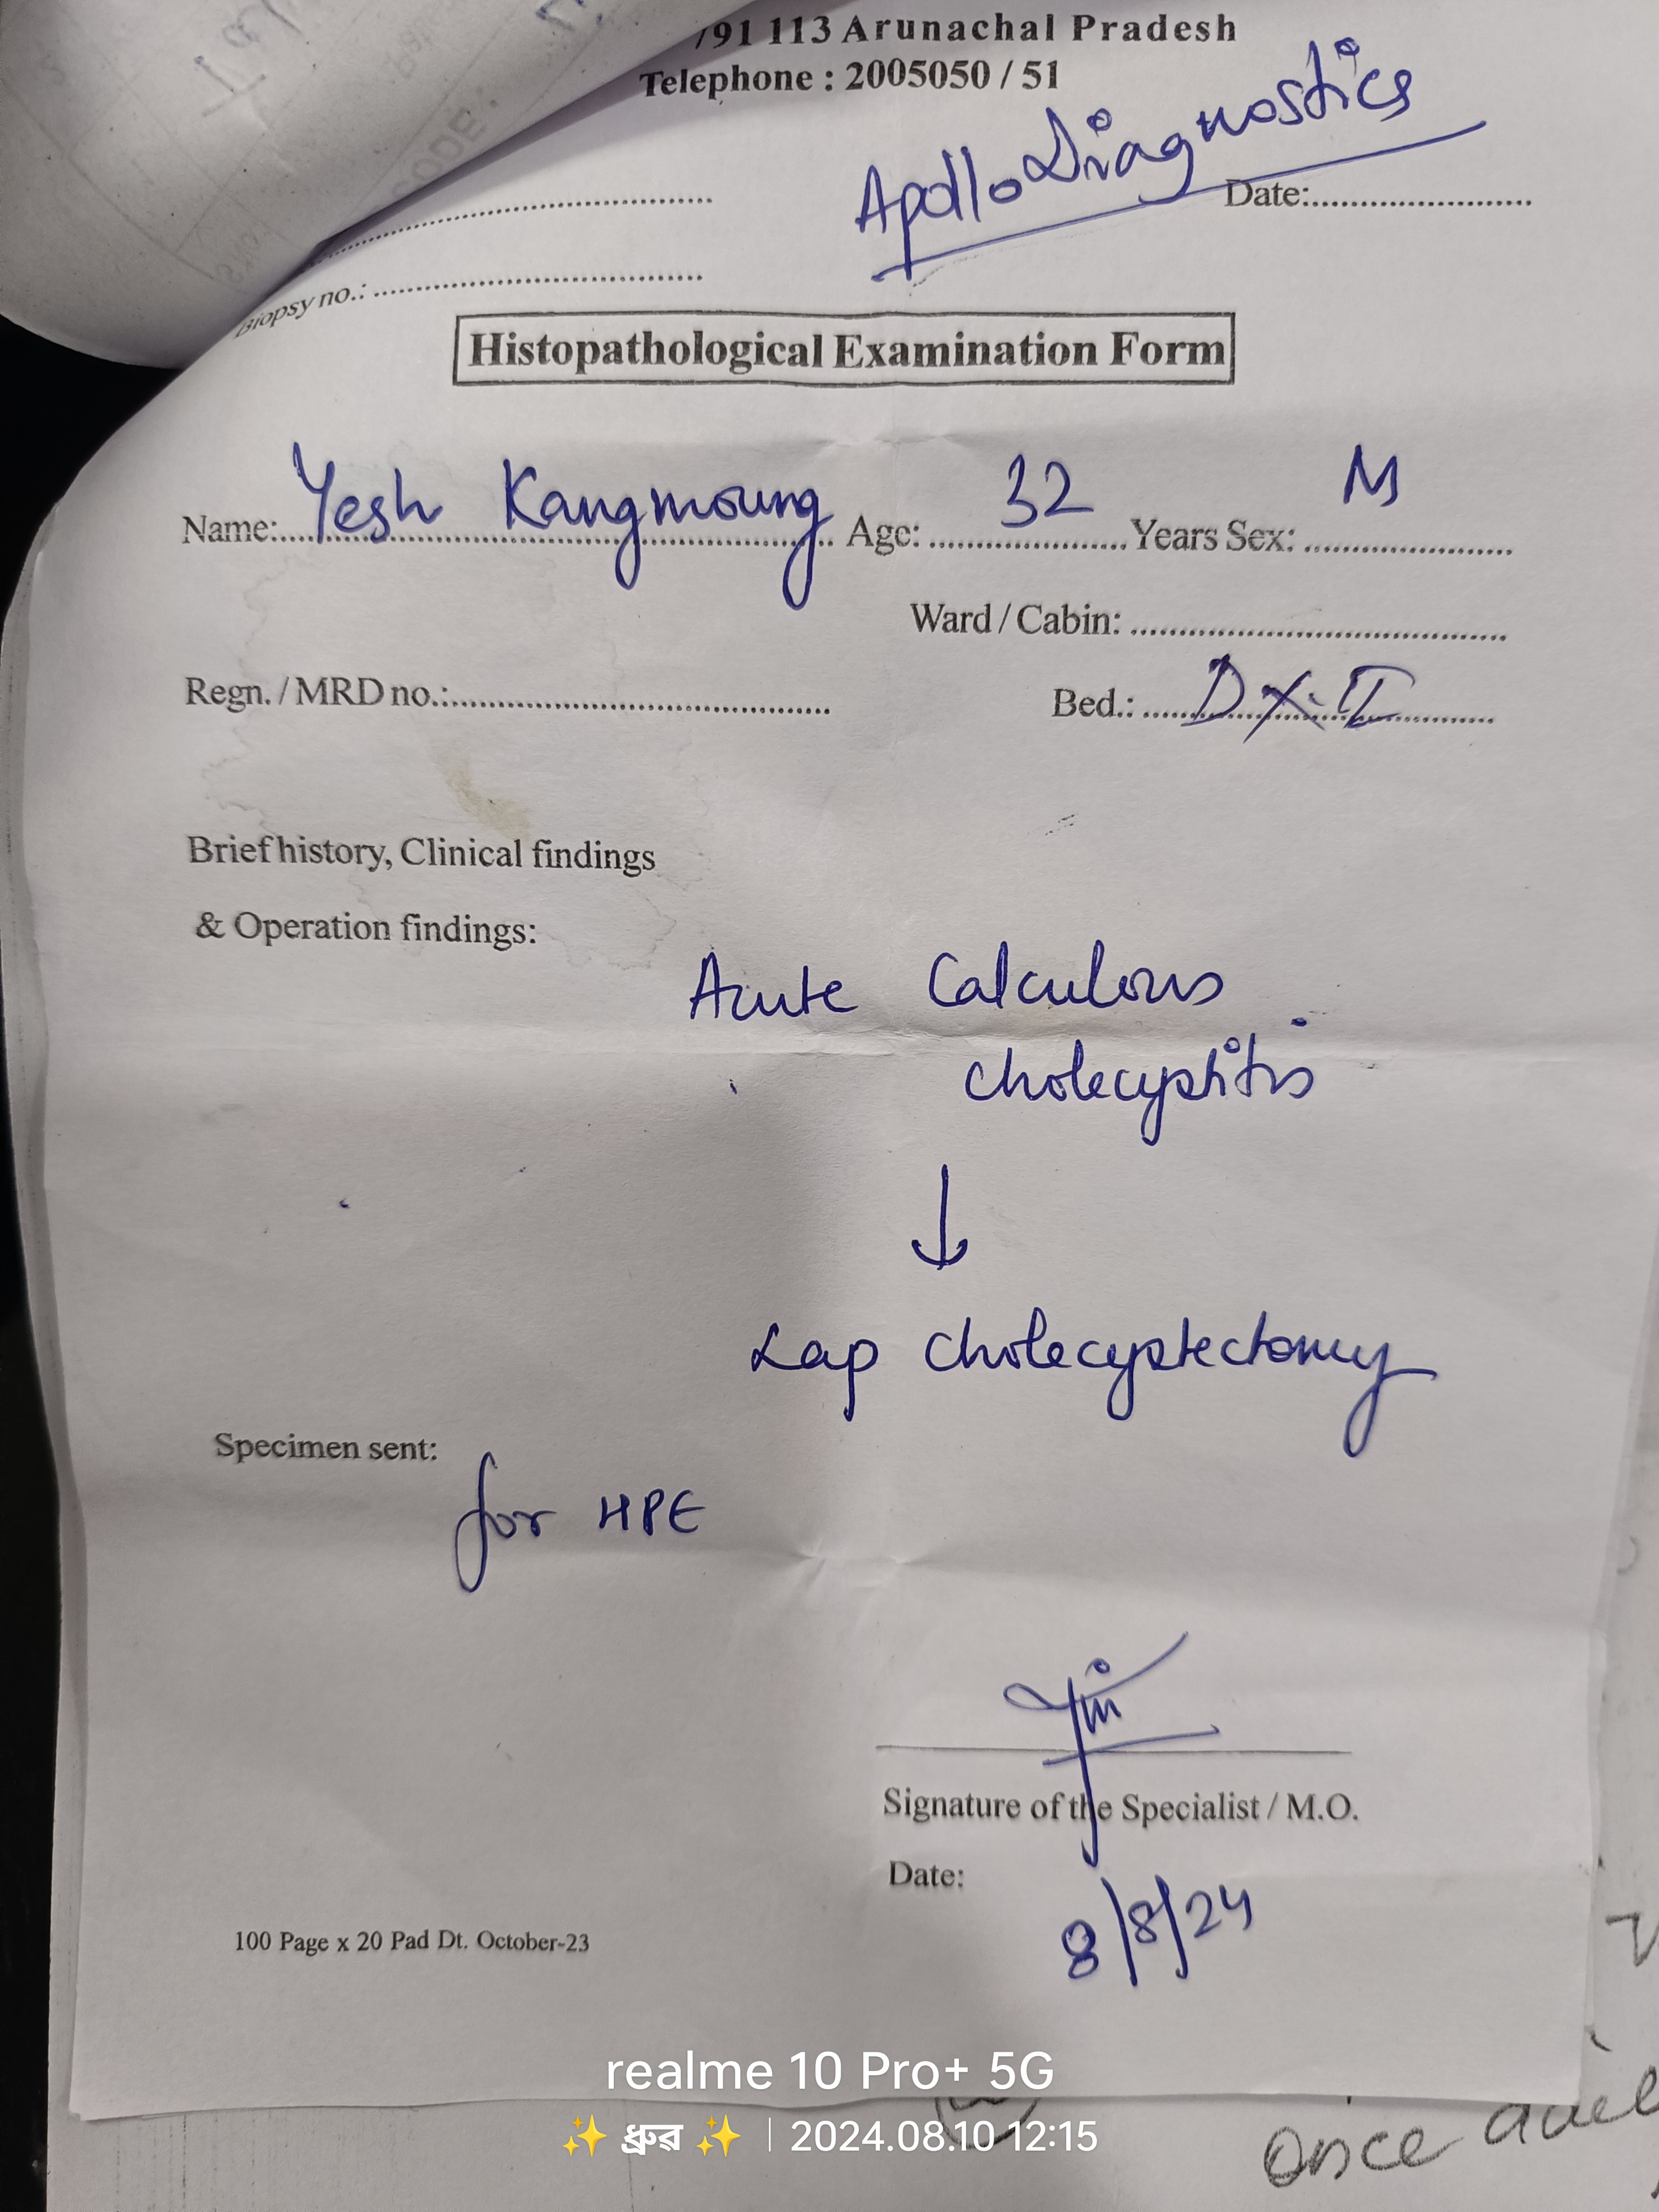 791 113 Arunachal Pradesh
Telephone : 2005050 / 51
Apollo Diagnostics
Date:
Biopsy no.:
Histopathological Examination Form
Name: Yesh Kangmoung Age: 32 Years Sex: M
Ward / Cabin:
Regn. / MRD no.: Bed.: DX-I
Brief history, Clinical findings
& Operation findings:
Acute Calculous
cholecystitis
↓
Lap cholecystectomy
Specimen sent:
for HPE
Signature of the Specialist / M.O.
Date:
8/8/24
100 Page x 20 Pad Dt. October-23
realme 10 Pro+ 5G
✨ ধ্ৰুৱ ✨ | 2024.08.10 12:15
Once